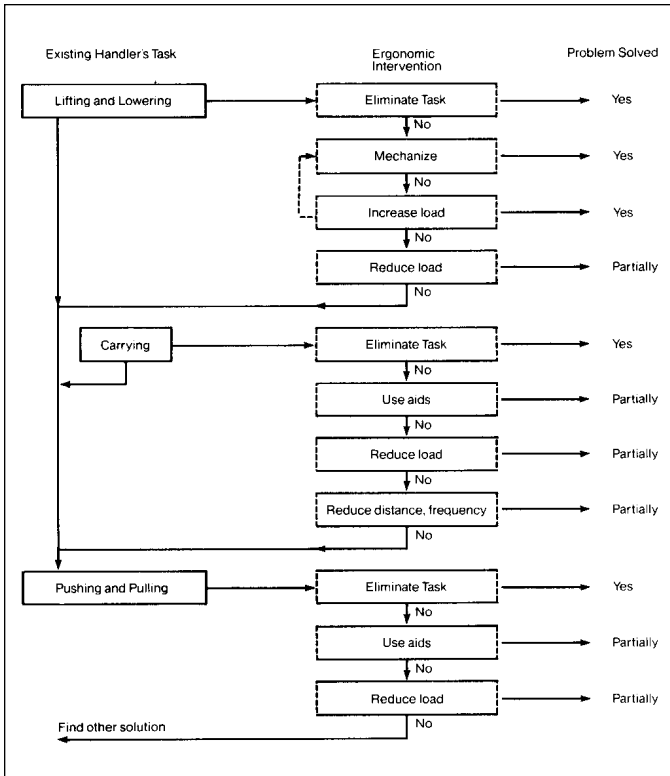 Existing Handler's Task
Ergonomic
Intervention
Problem Solved
Lifting and Lowering
Eliminate Task
Yes
No
Mechanize
Yes
No
Increase load
Yes
No
Reduce load
Partially
No
Carrying
Eliminate Task
Yes
No
Use aids
Partially
No
Reduce load
Partially
No
Reduce distance, frequency
Partially
No
Pushing and Pulling
Eliminate Task
Yes
No
Use aids
Partially
No
Reduce load
Partially
No
Find other solution